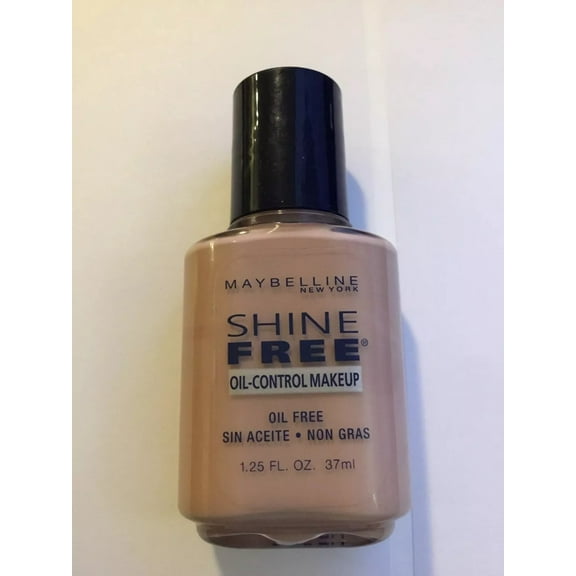 MAYBELLINE
NEW YORK
SHINE
FREE®
OIL-CONTROL MAKEUP
OIL FREE
SIN ACEITE • NON GRAS
1.25 FL. OZ. 37ml